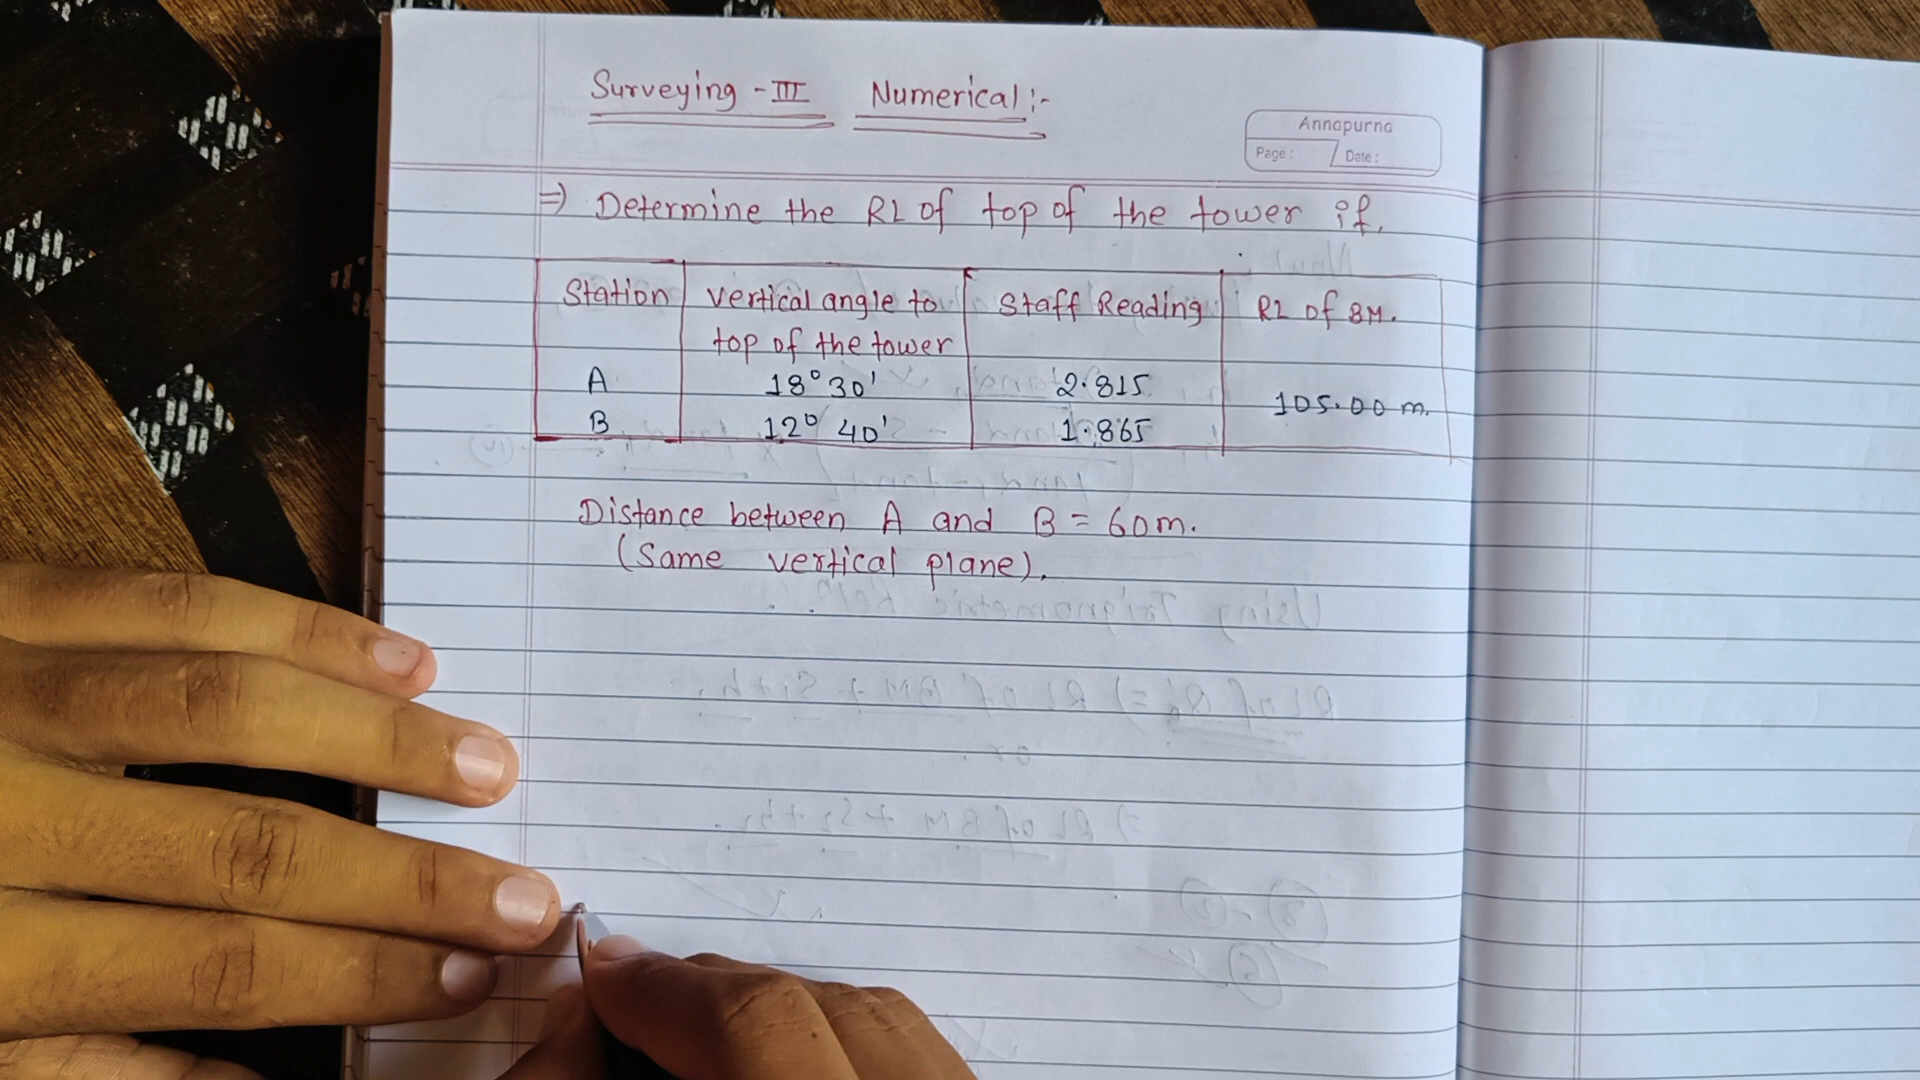 Surveying - III Numerical :-
Annapurna
Page : Date :
=) Determine the RL of top of the tower if,
Station vertical angle to top of the tower Staff Reading RL of BM.
A 18° 30' 2.815 105.00 m.
B 12° 40' 1.865
Distance between A and B = 60m.
(Same vertical plane),